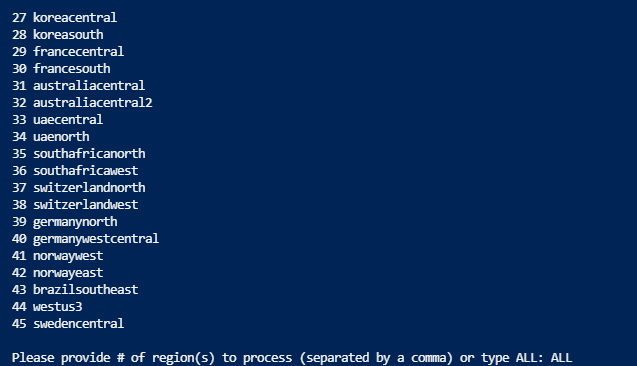 27 koreacentral
28 koreasouth
29 francecentral
30 francesouth
31 australiacentral
32 australiacentral2
33 uaecentral
34 uaenorth
35 southafricanorth
36 southafricawest
37 switzerlandnorth
38 switzerlandwest
39 germanynorth
40 germanywestcentral
41 norwaywest
42 norwayeast
43 brazilsoutheast
44 westus3
45 swedencentral
Please provide # of region(s) to process (separated by a comma) or type ALL: ALL